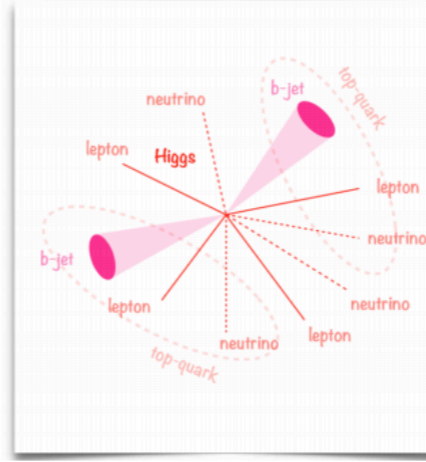 b-jet
top-quark
neutrino
lepton
Higgs
lepton
neutrino
b-jet
lepton
neutrino
neutrino
lepton
top-quark